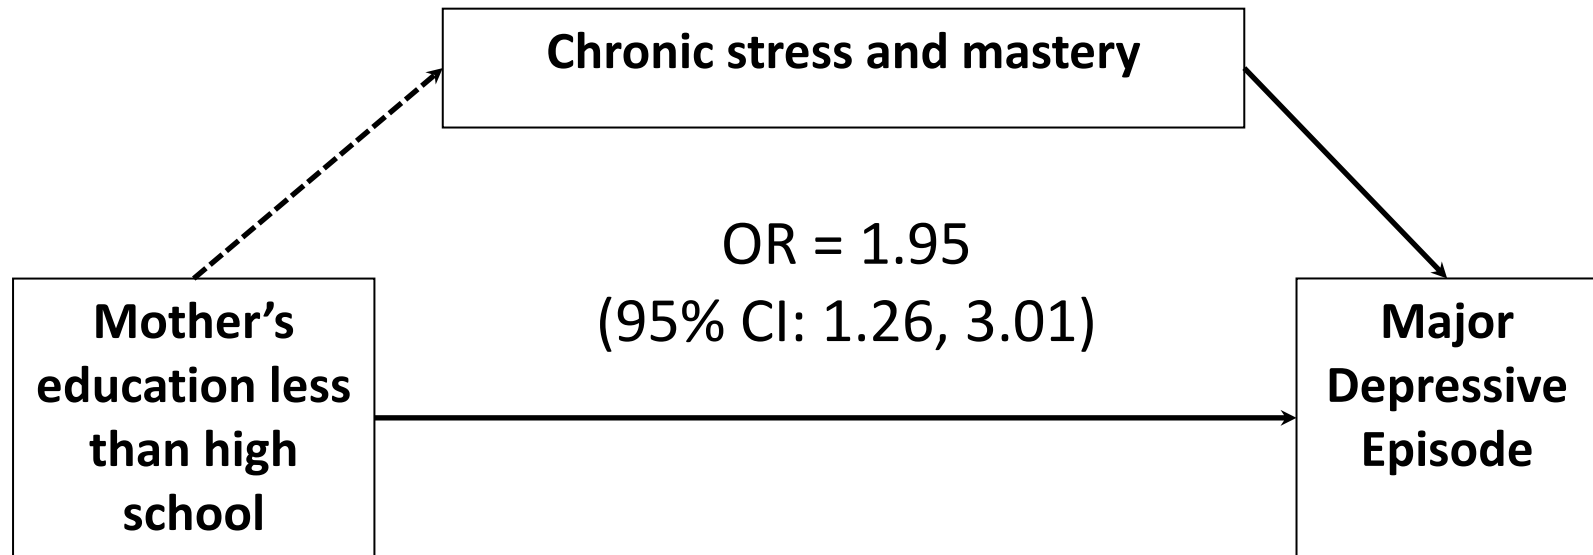 Chronic stress and mastery
OR = 1.95
(95% CI: 1.26, 3.01)
Mother’s
education less
than high
school
Major
Depressive
Episode